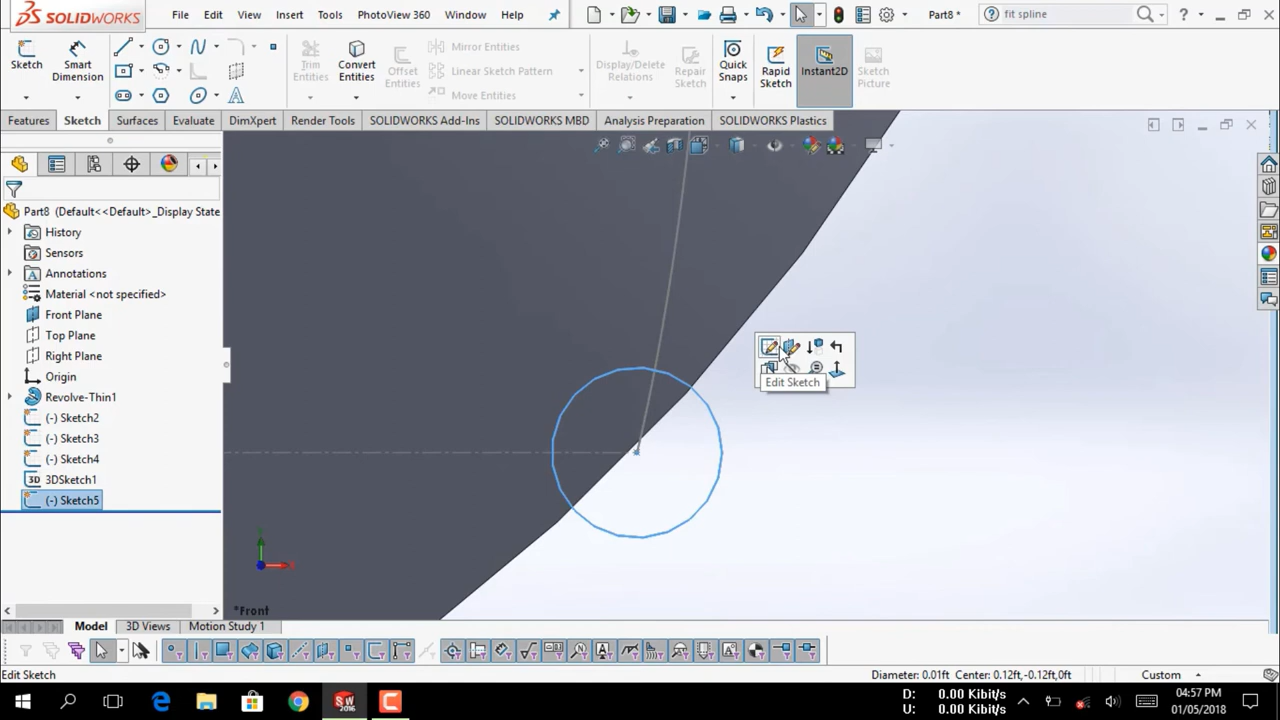 SOLIDWORKS
File
Edit
View
Insert
Tools
PhotoView 360
Window
Help
Part8 *
fit spline
Sketch
Smart
Dimension
Trim
Entities
Convert
Entities
Offset
Entities
Mirror Entities
Linear Sketch Pattern
Move Entities
Display/Delete
Relations
Repair
Sketch
Quick
Snaps
Rapid
Sketch
Instant2D
Sketch
Picture
Features
Sketch
Surfaces
Evaluate
DimXpert
Render Tools
SOLIDWORKS Add-Ins
SOLIDWORKS MBD
Analysis Preparation
SOLIDWORKS Plastics
Part8 (Default<<Default>_Display State
History
Sensors
Annotations
Material <not specified>
Front Plane
Top Plane
Right Plane
Origin
Revolve-Thin1
(-) Sketch2
(-) Sketch3
(-) Sketch4
3D 3DSketch1
(-) Sketch5
Edit Sketch
*Front
Model
3D Views
Motion Study 1
Edit Sketch
Diameter: 0.01ft Center: 0.12ft,-0.12ft,0ft
Custom
SW
2016
D: 0.00 Kibit/s
U: 0.00 Kibit/s
04:57 PM
01/05/2018